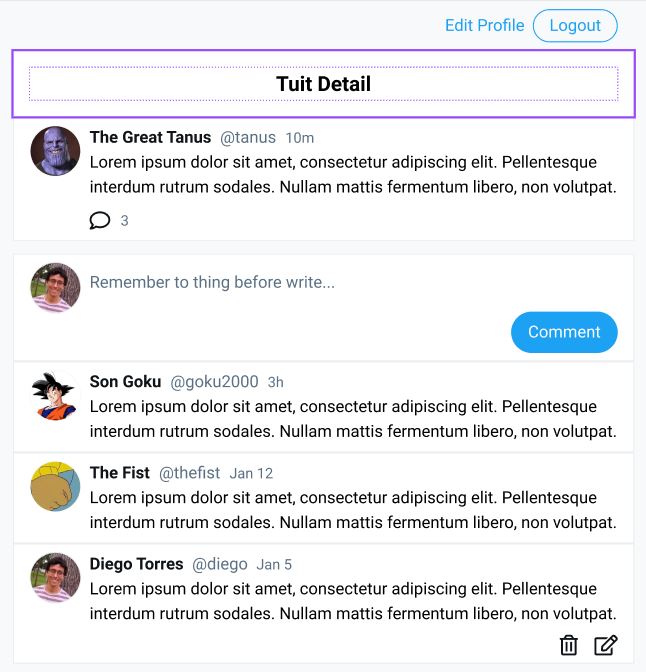 Edit Profile Logout
Tuit Detail
The Great Tanus @tanus 10m
Lorem ipsum dolor sit amet, consectetur adipiscing elit. Pellentesque
interdum rutrum sodales. Nullam mattis fermentum libero, non volutpat.
3
Remember to thing before write...
Comment
Son Goku @goku2000 3h
Lorem ipsum dolor sit amet, consectetur adipiscing elit. Pellentesque
interdum rutrum sodales. Nullam mattis fermentum libero, non volutpat.
The Fist @thefist Jan 12
Lorem ipsum dolor sit amet, consectetur adipiscing elit. Pellentesque
interdum rutrum sodales. Nullam mattis fermentum libero, non volutpat.
Diego Torres @diego Jan 5
Lorem ipsum dolor sit amet, consectetur adipiscing elit. Pellentesque
interdum rutrum sodales. Nullam mattis fermentum libero, non volutpat.